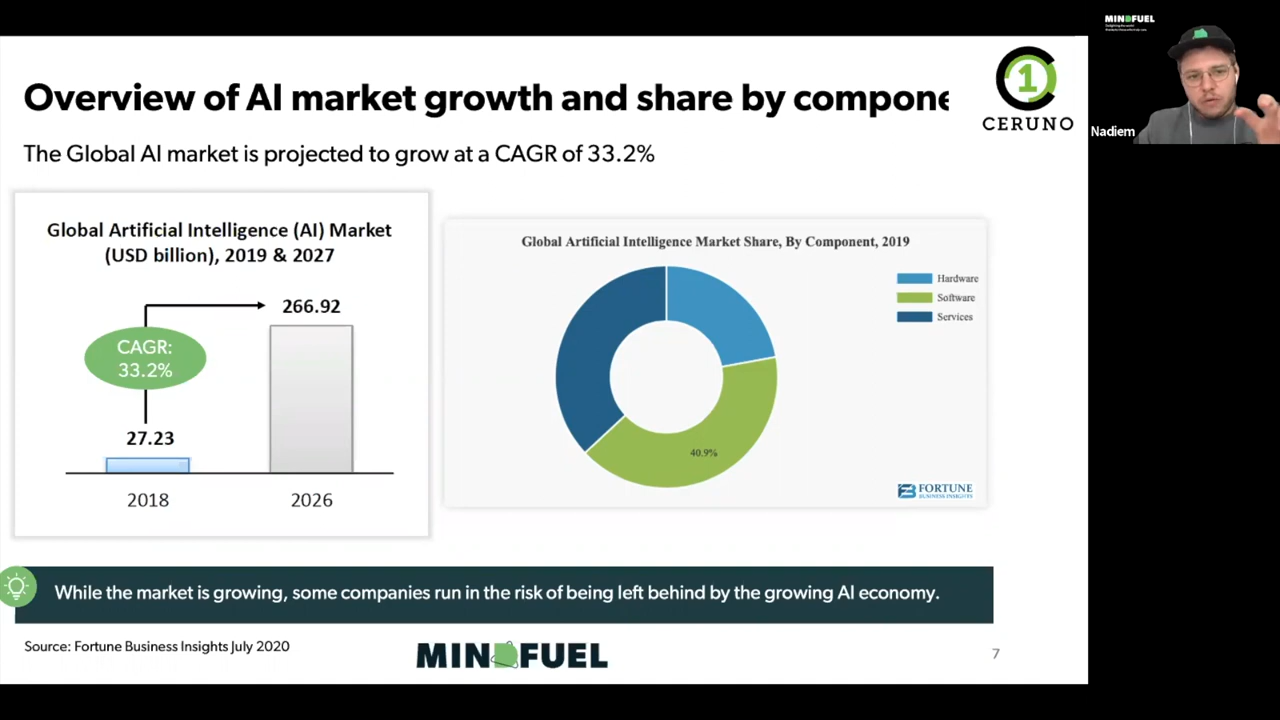 MINDFUEL
Nadiem
1
CERUNO
Overview of AI market growth and share by compone
The Global AI market is projected to grow at a CAGR of 33.2%
Global Artificial Intelligence (AI) Market
(USD billion), 2019 & 2027
266.92
CAGR:
33.2%
27.23
2018
2026
Global Artificial Intelligence Market Share, By Component, 2019
Hardware
Software
Services
40.9%
FORTUNE
BUSINESS INSIGHTS
While the market is growing, some companies run in the risk of being left behind by the growing AI economy.
Source: Fortune Business Insights July 2020
MINDFUEL
7